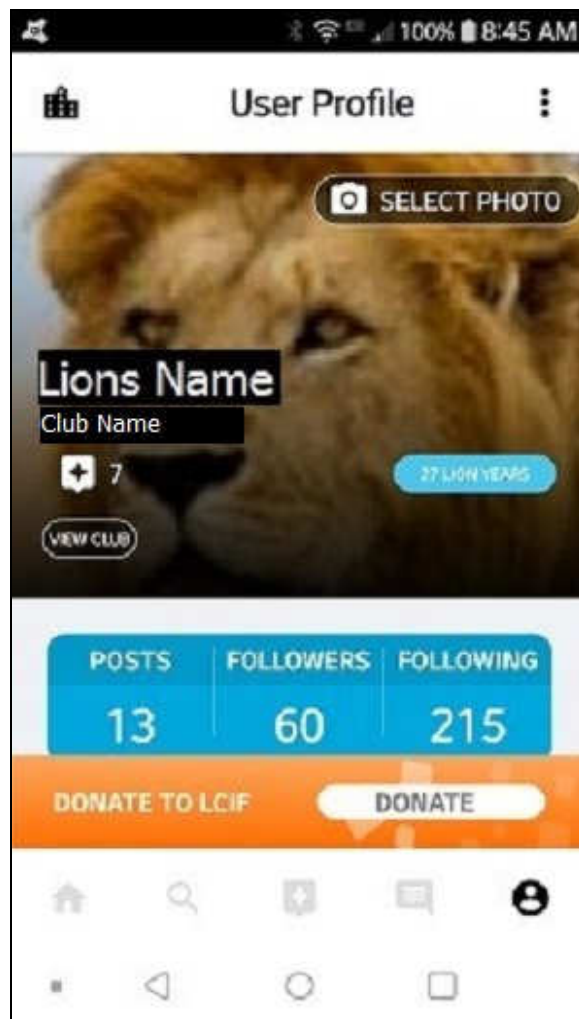 100% 8:45 AM
User Profile
SELECT PHOTO
Lions Name
Club Name
7
27 LION YEARS
VIEW CLUB
POSTS FOLLOWERS FOLLOWING
13 60 215
DONATE TO LCIF DONATE